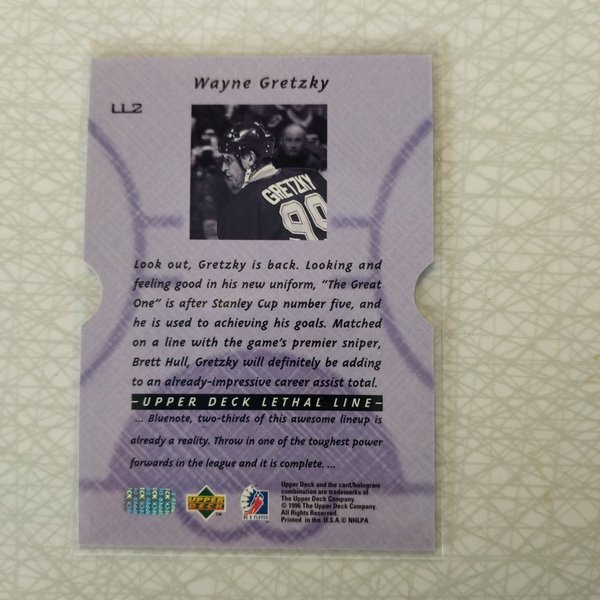 Wayne Gretzky
LL2
GRETZKY
99
Look out, Gretzky is back. Looking and
feeling good in his new uniform, “The Great
One” is after Stanley Cup number five, and
he is used to achieving his goals. Matched
on a line with the game’s premier sniper,
Brett Hull, Gretzky will definitely be adding
to an already-impressive career assist total.
–UPPER DECK LETHAL LINE–
... Bluenote, two-thirds of this awesome lineup is
already a reality. Throw in one of the toughest power
forwards in the league and it is complete. ...
UPPER DECK
BE A PLAYER
Upper Deck and the card/hologram
combination are trademarks of
The Upper Deck Company.
© 1996 The Upper Deck Company.
All Rights Reserved.
Printed in the U.S.A. © NHLPA